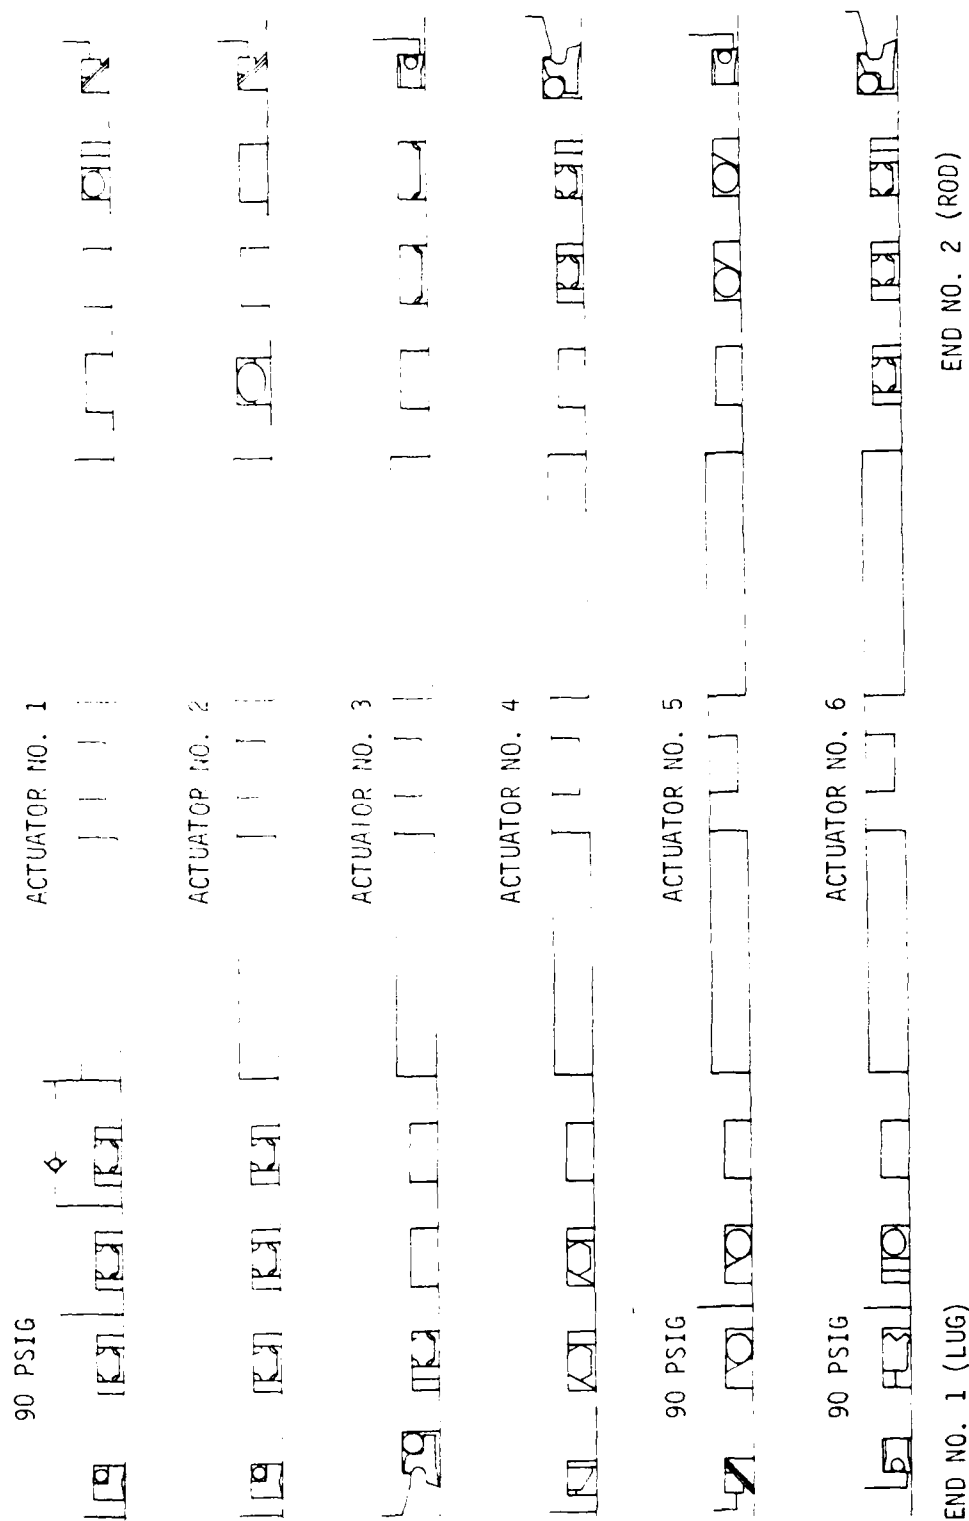 90 PSIG
ACTUATOR NO. 1
ACTUATOR NO. 2
ACTUATOR NO. 3
ACTUATOR NO. 4
90 PSIG
ACTUATOR NO. 5
90 PSIG
ACTUATOR NO. 6
END NO. 1 (LUG)
END NO. 2 (ROD)